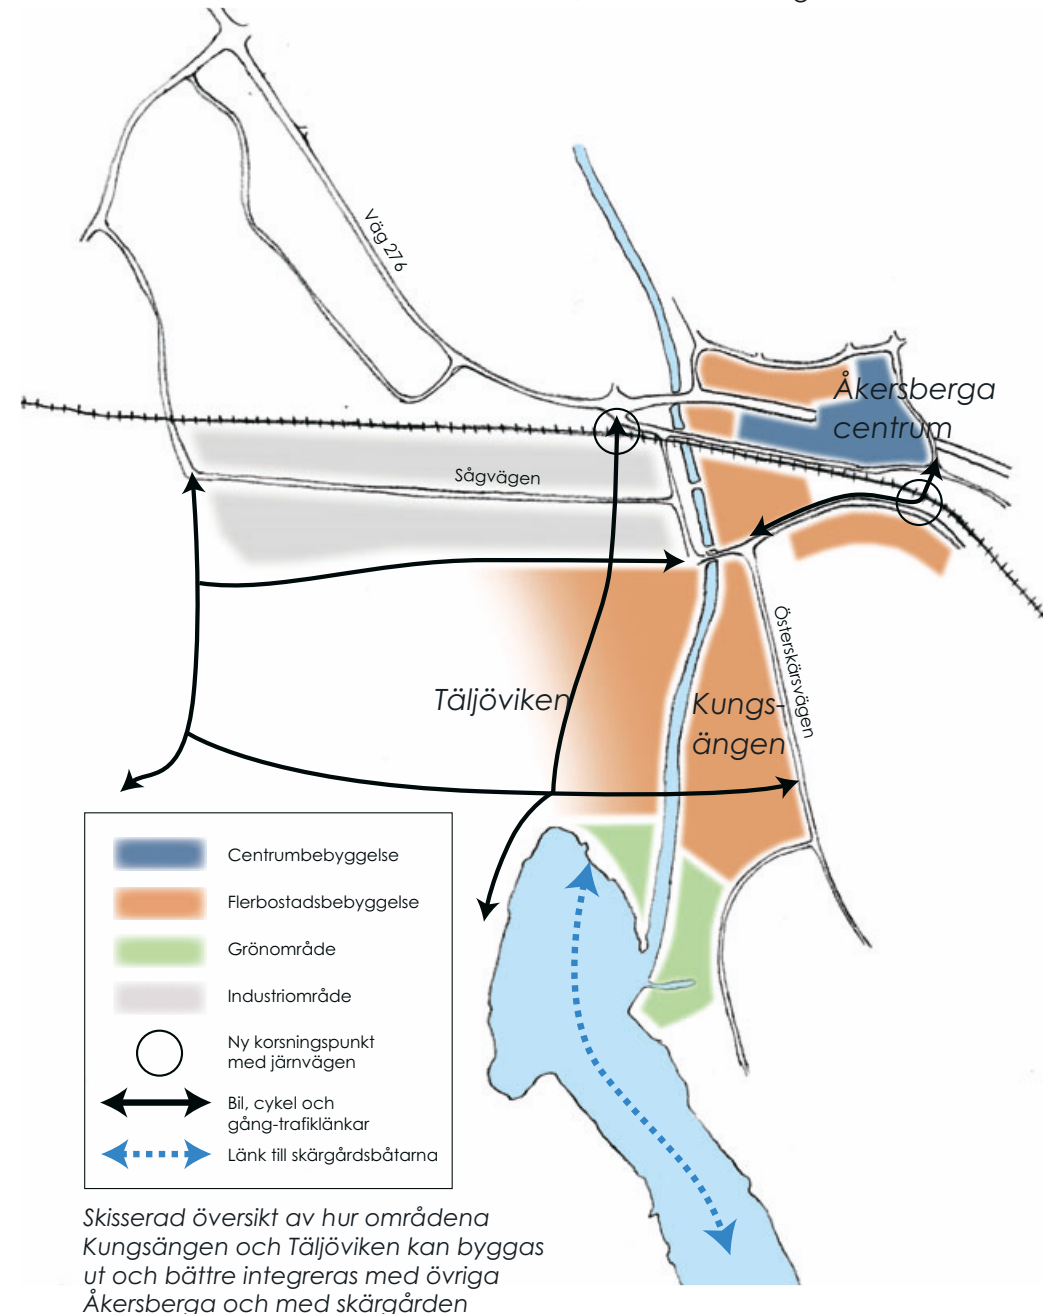 Väg 276
Åkersberga
centrum
Sågvägen
Österskärsvägen
Täljöviken
Kungs-
ängen
Centrumbebyggelse
Flerbostadsbebyggelse
Grönområde
Industriområde
Ny korsningspunkt
med järnvägen
Bil, cykel och
gång-trafiklänkar
Länk till skärgårdsbåtarna
Skisserad översikt av hur områdena
Kungsängen och Täljöviken kan byggas
ut och bättre integreras med övriga
Åkersberga och med skärgården